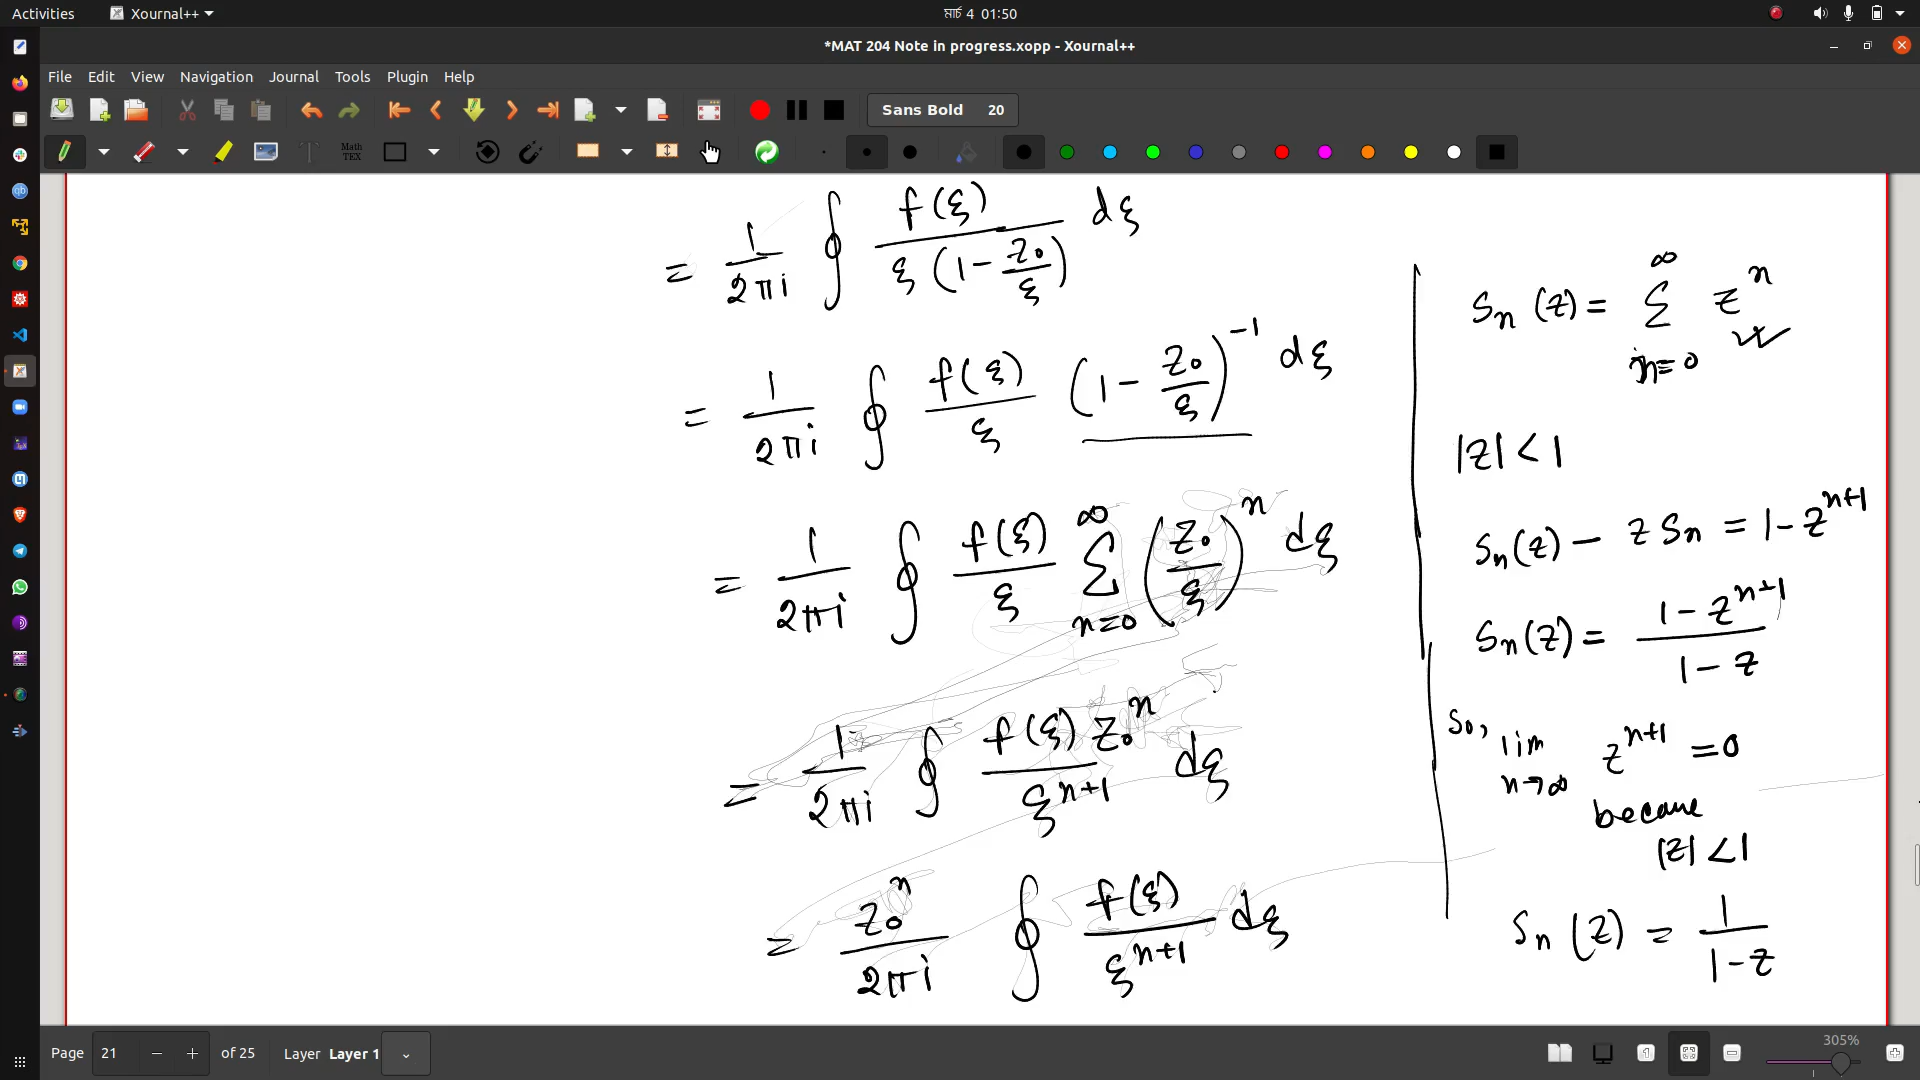 Activities Xournal++ মার্চ 4 01:50
*MAT 204 Note in progress.xopp - Xournal++
File Edit View Navigation Journal Tools Plugin Help
Sans Bold 20
Math TEX
= 1/(2πi) ∮ f(ξ)/(ξ(1 - z₀/ξ)) dξ
= 1/(2πi) ∮ f(ξ)/ξ (1 - z₀/ξ)⁻¹ dξ
= 1/(2πi) ∮ f(ξ)/ξ ∑_{n=0}^{∞} (z₀/ξ)ⁿ dξ
= 1/(2πi) ∮ f(ξ) z₀ⁿ/ξⁿ⁺¹ dξ
= z₀ⁿ/(2πi) ∮ f(ξ)/ξⁿ⁺¹ dξ
Sₙ(z) = ∑_{n=0}^{∞} zⁿ
|z| < 1
Sₙ(z) - z Sₙ = 1 - zⁿ⁺¹
Sₙ(z) = (1 - zⁿ⁺¹)/(1 - z)
So, lim_{n→∞} zⁿ⁺¹ = 0
because
|z| < 1
Sₙ(z) = 1/(1 - z)
Page 21 − + of 25 Layer Layer 1
305%